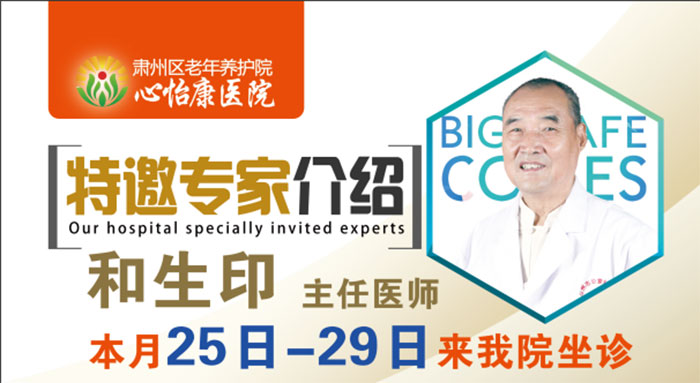 肃州区老年养护院
心怡康医院
特邀专家介绍
Our hospital specially invited experts
和生印 主任医师
本月25日-29日来我院坐诊